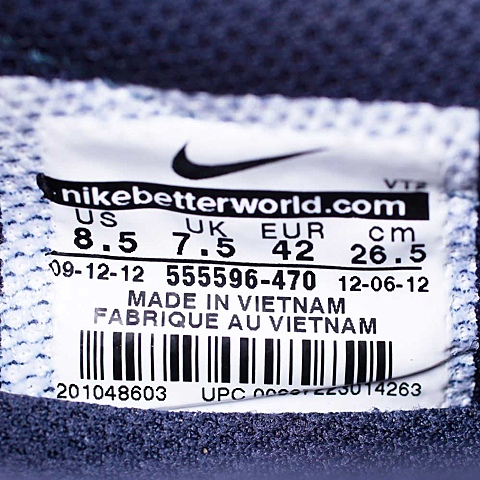 VT2
nikebetterworld.com
US UK EUR cm
8.5 7.5 42 26.5
09-12-12 555596-470 12-06-12
MADE IN VIETNAM
FABRIQUE AU VIETNAM
201048603 UPC